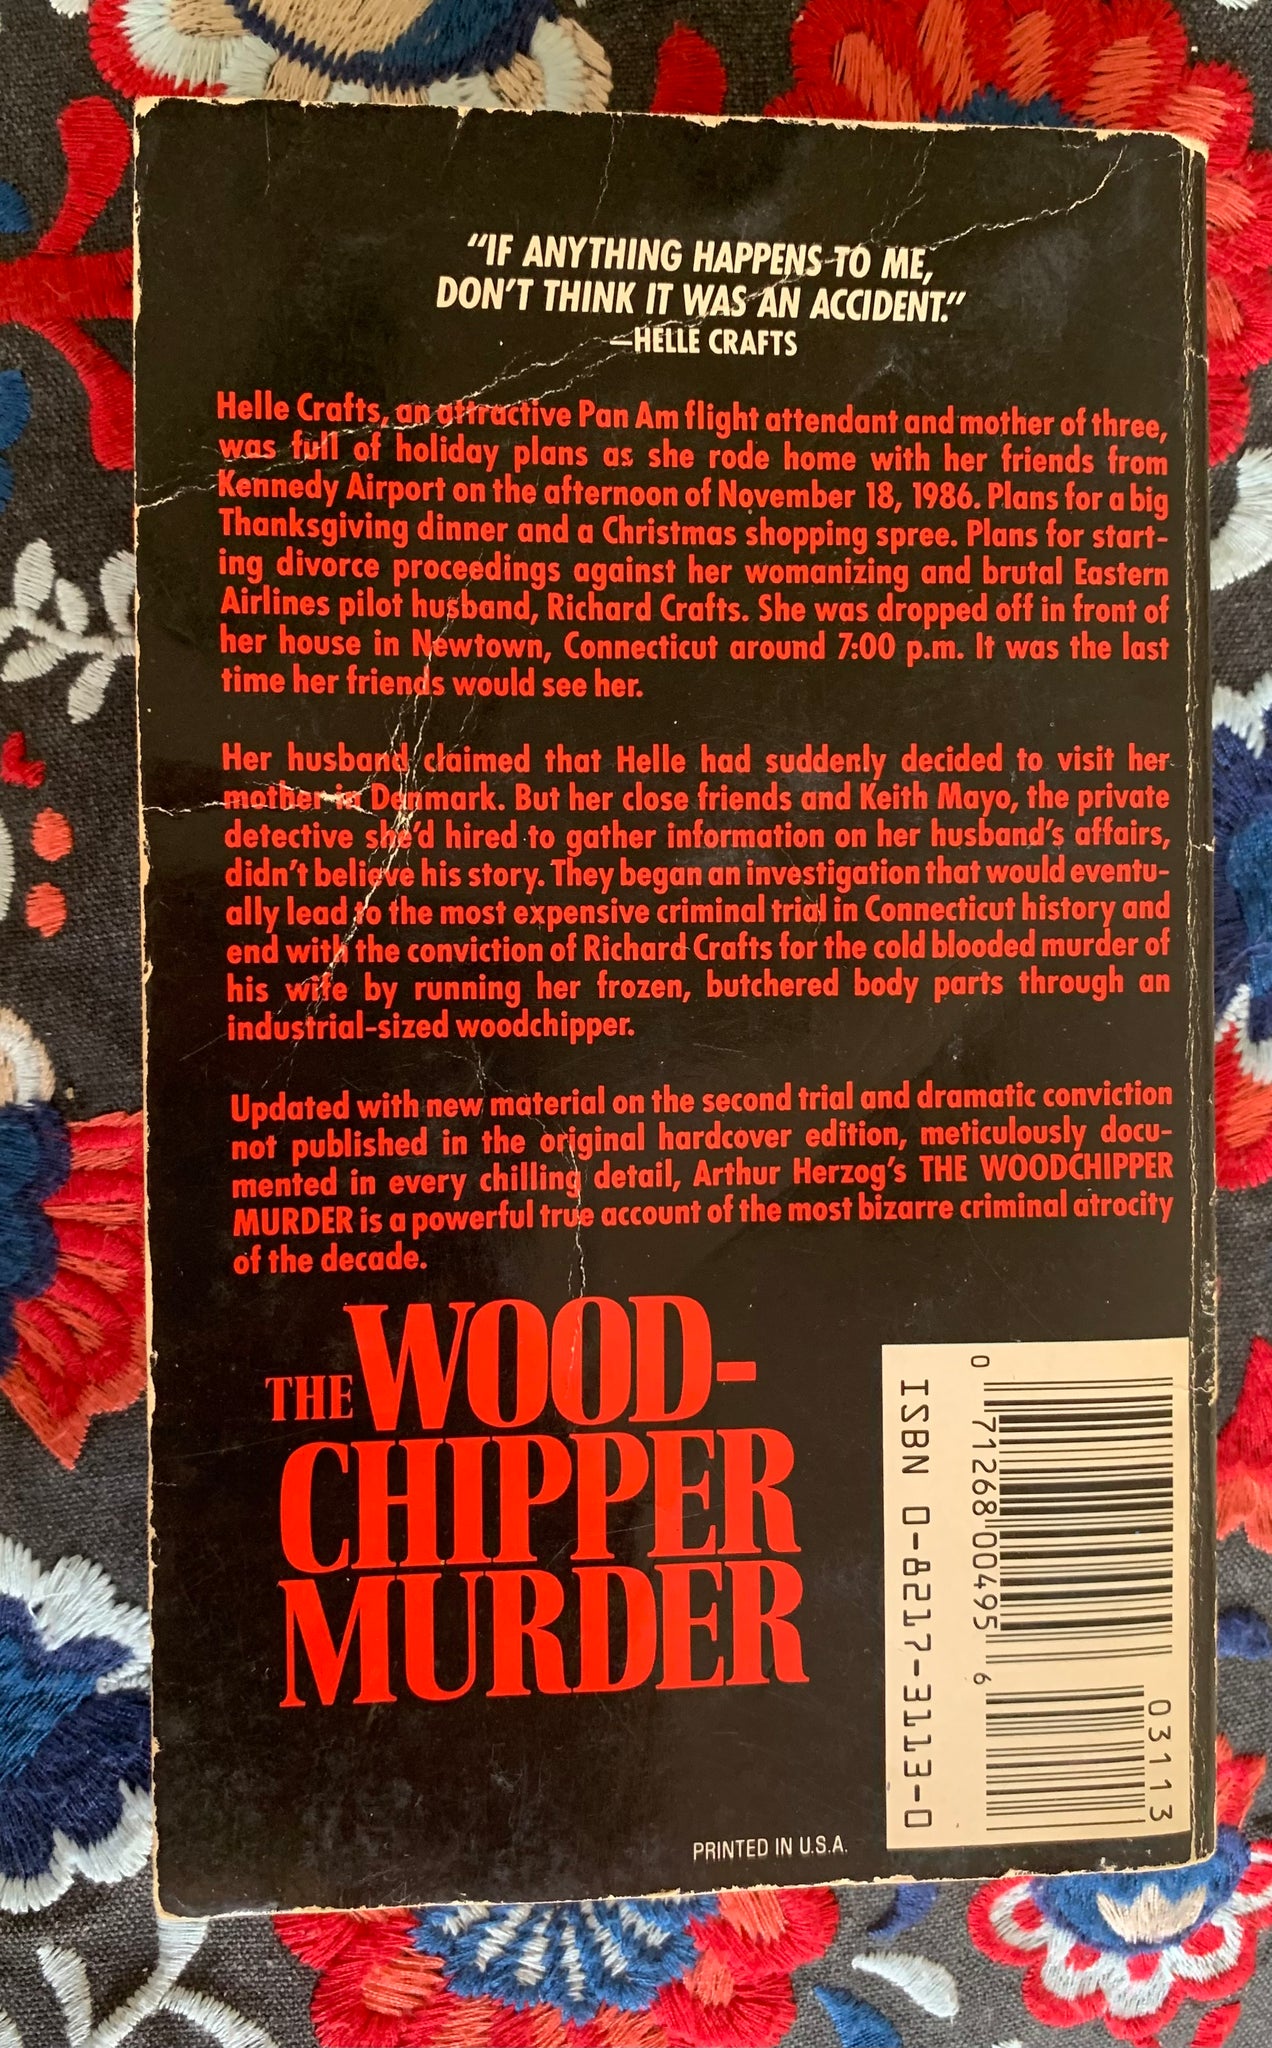 "IF ANYTHING HAPPENS TO ME,
DON'T THINK IT WAS AN ACCIDENT."
—HELLE CRAFTS
Helle Crafts, an attractive Pan Am flight attendant and mother of three,
was full of holiday plans as she rode home with her friends from
Kennedy Airport on the afternoon of November 18, 1986. Plans for a big
Thanksgiving dinner and a Christmas shopping spree. Plans for start-
ing divorce proceedings against her womanizing and brutal Eastern
Airlines pilot husband, Richard Crafts. She was dropped off in front of
her house in Newtown, Connecticut around 7:00 p.m. It was the last
time her friends would see her.
Her husband claimed that Helle had suddenly decided to visit her
mother in Denmark. But her close friends and Keith Mayo, the private
detective she'd hired to gather information on her husband's affairs,
didn't believe his story. They began an investigation that would eventu-
ally lead to the most expensive criminal trial in Connecticut history and
end with the conviction of Richard Crafts for the cold blooded murder of
his wife by running her frozen, butchered body parts through an
industrial-sized woodchipper.
Updated with new material on the second trial and dramatic conviction
not published in the original hardcover edition, meticulously docu-
mented in every chilling detail, Arthur Herzog's THE WOODCHIPPER
MURDER is a powerful true account of the most bizarre criminal atrocity
of the decade.
THE WOOD-
CHIPPER
MURDER
ISBN 0-8217-3113-0
0 71268 00495 6
03113
PRINTED IN U.S.A.